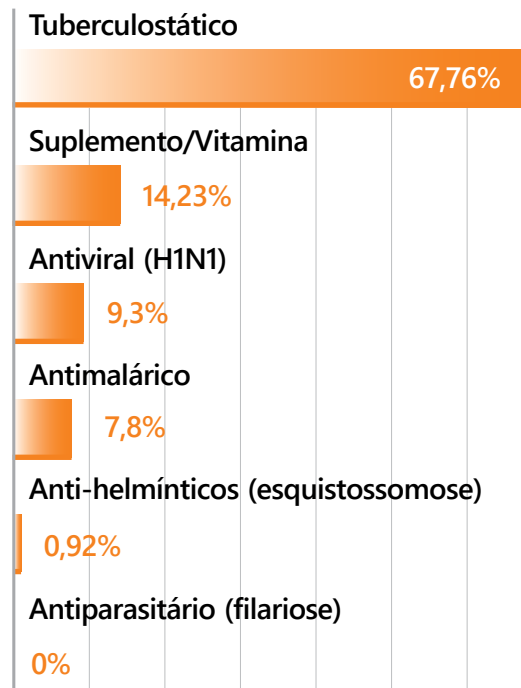 Tuberculostático
67,76%
Suplemento/Vitamina
14,23%
Antiviral (H1N1)
9,3%
Antimalárico
7,8%
Anti-helmínticos (esquistossomose)
0,92%
Antiparasitário (filariose)
0%